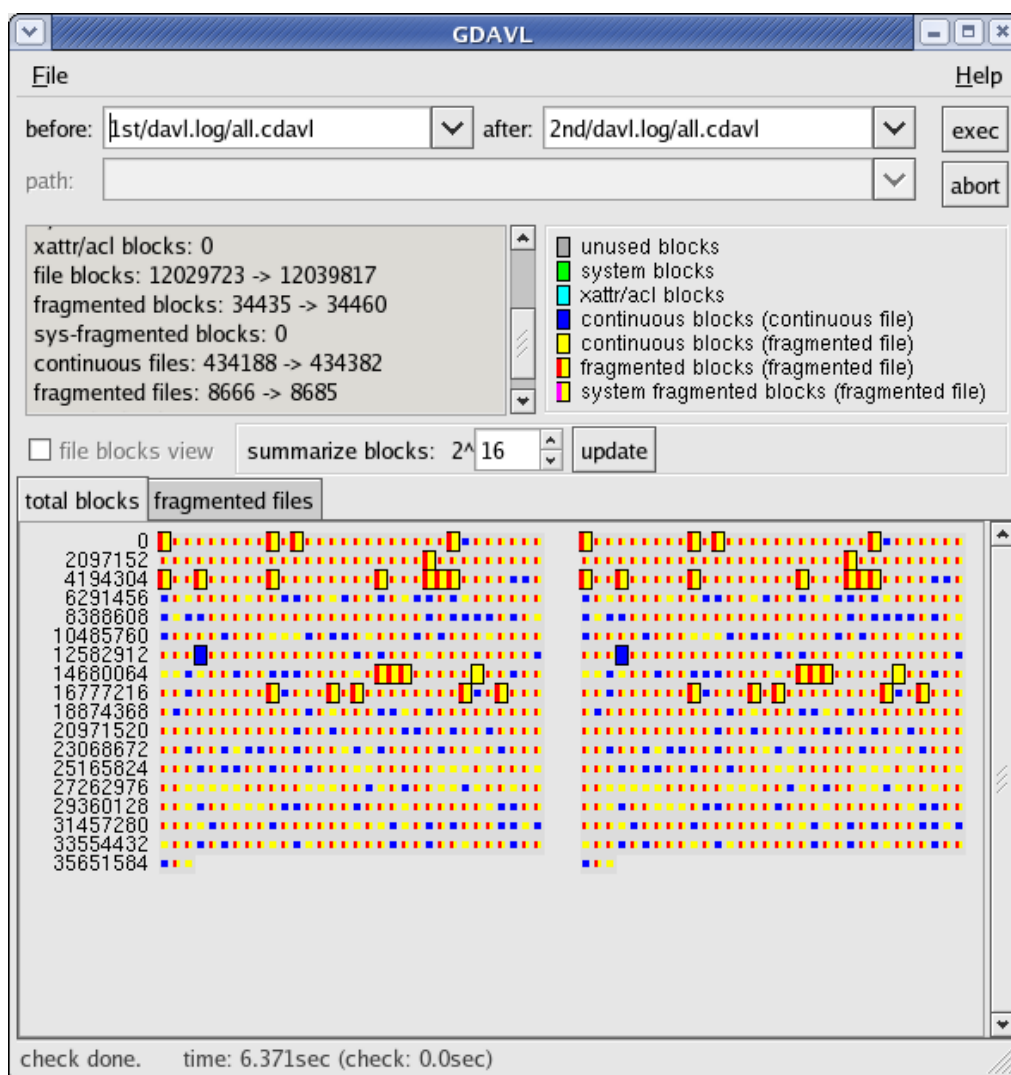 GDAVL
File Help
before: 1st/davl.log/all.cdavl after: 2nd/davl.log/all.cdavl exec
path: abort
xattr/acl blocks: 0
file blocks: 12029723 -> 12039817
fragmented blocks: 34435 -> 34460
sys-fragmented blocks: 0
continuous files: 434188 -> 434382
fragmented files: 8666 -> 8685
unused blocks
system blocks
xattr/acl blocks
continuous blocks (continuous file)
continuous blocks (fragmented file)
fragmented blocks (fragmented file)
system fragmented blocks (fragmented file)
file blocks view summarize blocks: 2^ 16 update
total blocks fragmented files
0
2097152
4194304
6291456
8388608
10485760
12582912
14680064
16777216
18874368
20971520
23068672
25165824
27262976
29360128
31457280
33554432
35651584
check done. time: 6.371sec (check: 0.0sec)